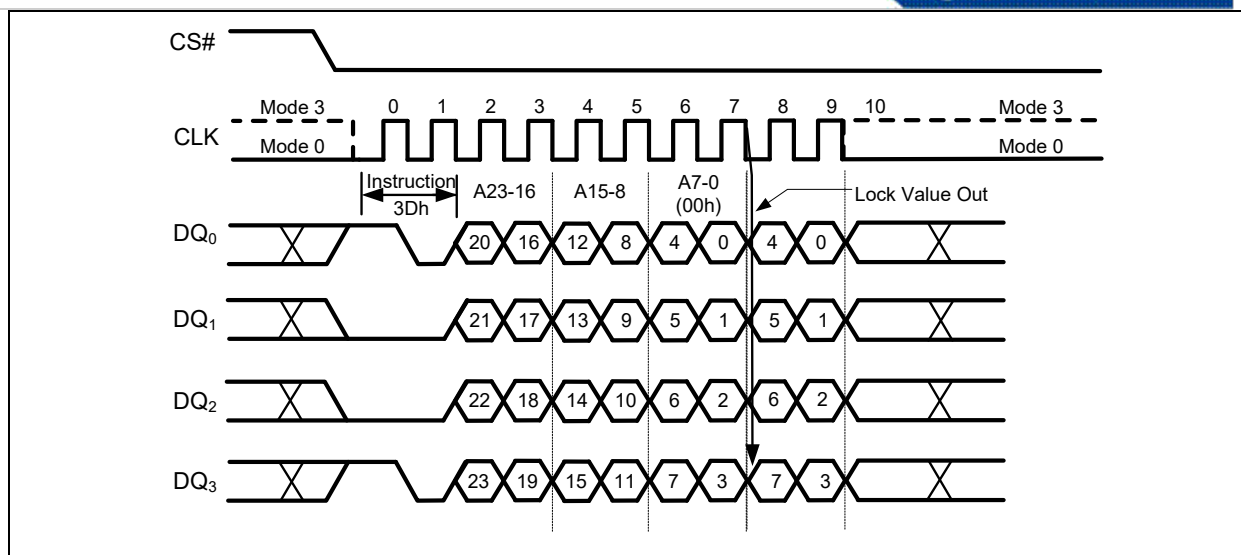 CS#
Mode 3 0 1 2 3 4 5 6 7 8 9 10 Mode 3
CLK
Mode 0 Mode 0
Instruction A23-16 A15-8 A7-0
3Dh (00h) Lock Value Out
DQ0 20 16 12 8 4 0 4 0
DQ1 21 17 13 9 5 1 5 1
DQ2 22 18 14 10 6 2 6 2
DQ3 23 19 15 11 7 3 7 3